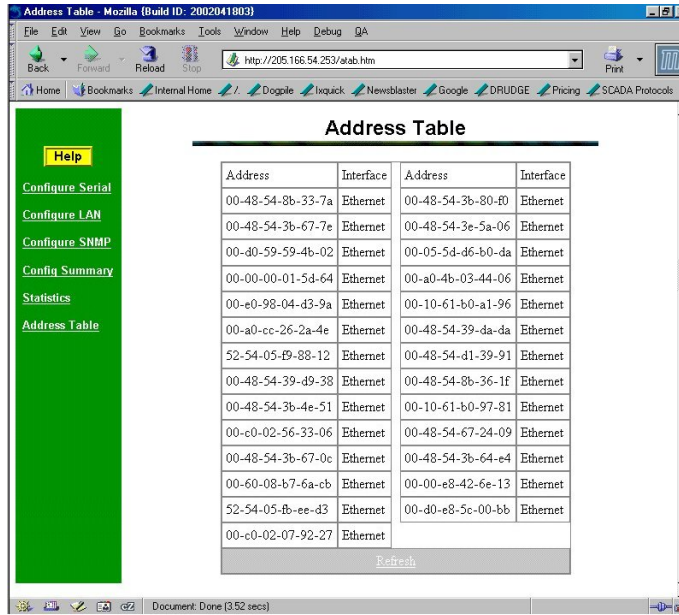 Address Table - Mozilla {Build ID: 2002041803}
File Edit View Go Bookmarks Tools Window Help Debug QA
Back Forward Reload Stop http://205.166.54.253/atab.htm Print
Home Bookmarks Internal Home /. Dogpile Ixquick Newsblaster Google DRUDGE Pricing SCADA Protocols
Help
Configure Serial
Configure LAN
Configure SNMP
Config Summary
Statistics
Address Table
Address Table
Address Interface Address Interface
00-48-54-8b-33-7a Ethernet 00-48-54-3b-80-f0 Ethernet
00-48-54-3b-67-7e Ethernet 00-48-54-3e-5a-06 Ethernet
00-d0-59-59-4b-02 Ethernet 00-05-5d-d6-b0-da Ethernet
00-00-00-01-5d-64 Ethernet 00-a0-4b-03-44-06 Ethernet
00-e0-98-04-d3-9a Ethernet 00-10-61-b0-a1-96 Ethernet
00-a0-cc-26-2a-4e Ethernet 00-48-54-39-da-da Ethernet
52-54-05-f9-88-12 Ethernet 00-48-54-d1-39-91 Ethernet
00-48-54-39-d9-38 Ethernet 00-48-54-8b-36-1f Ethernet
00-48-54-3b-4e-51 Ethernet 00-10-61-b0-97-81 Ethernet
00-c0-02-56-33-06 Ethernet 00-48-54-67-24-09 Ethernet
00-48-54-3b-67-0c Ethernet 00-48-54-3b-64-e4 Ethernet
00-60-08-b7-6a-cb Ethernet 00-00-e8-42-6e-13 Ethernet
52-54-05-fb-ee-d3 Ethernet 00-d0-e8-5c-00-bb Ethernet
00-c0-02-07-92-27 Ethernet
Refresh
Document: Done (3.52 secs)